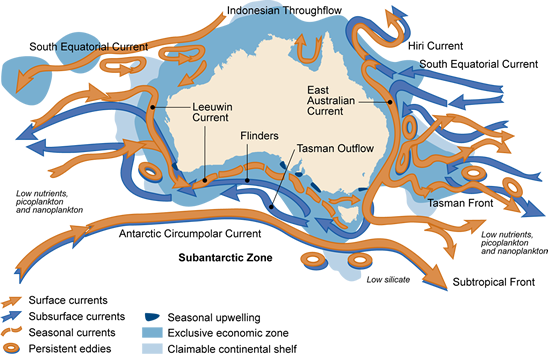 Indonesian Throughflow
South Equatorial Current
Hiri Current
South Equatorial Current
Leeuwin
Current
East
Australian
Current
Flinders
Tasman Outflow
Low nutrients,
picoplankton
and nanoplankton
Tasman Front
Low nutrients,
picoplankton
and nanoplankton
Antarctic Circumpolar Current
Subantarctic Zone
Low silicate
Subtropical Front
Surface currents
Subsurface currents
Seasonal currents
Persistent eddies
Seasonal upwelling
Exclusive economic zone
Claimable continental shelf